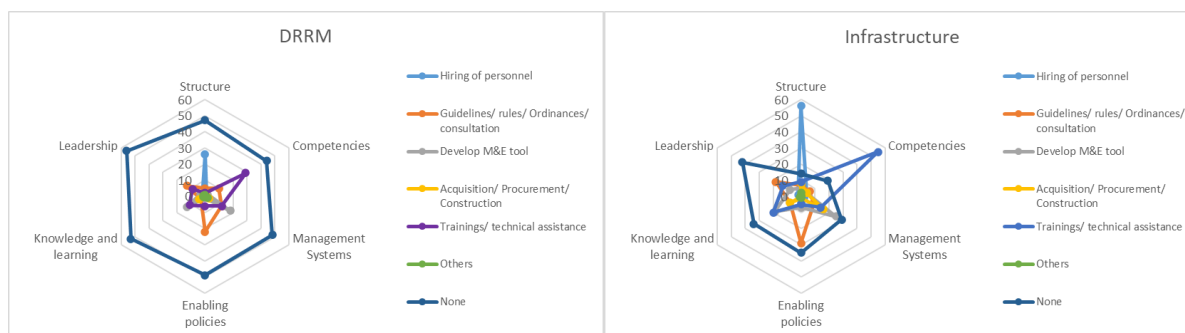 DRRM
Structure
60
50
40
30
20
10
0
Competencies
Management
Systems
Enabling
policies
Knowledge and
learning
Leadership
Hiring of personnel
Guidelines/ rules/ Ordinances/
consultation
Develop M&E tool
Acquisition/ Procurement/
Construction
Trainings/ technical assistance
Others
None
Infrastructure
Structure
60
50
40
30
20
10
0
Competencies
Management
Systems
Enabling
policies
Knowledge and
learning
Leadership
Hiring of personnel
Guidelines/ rules/ Ordinances/
consultation
Develop M&E tool
Acquisition/ Procurement/
Construction
Trainings/ technical assistance
Others
None